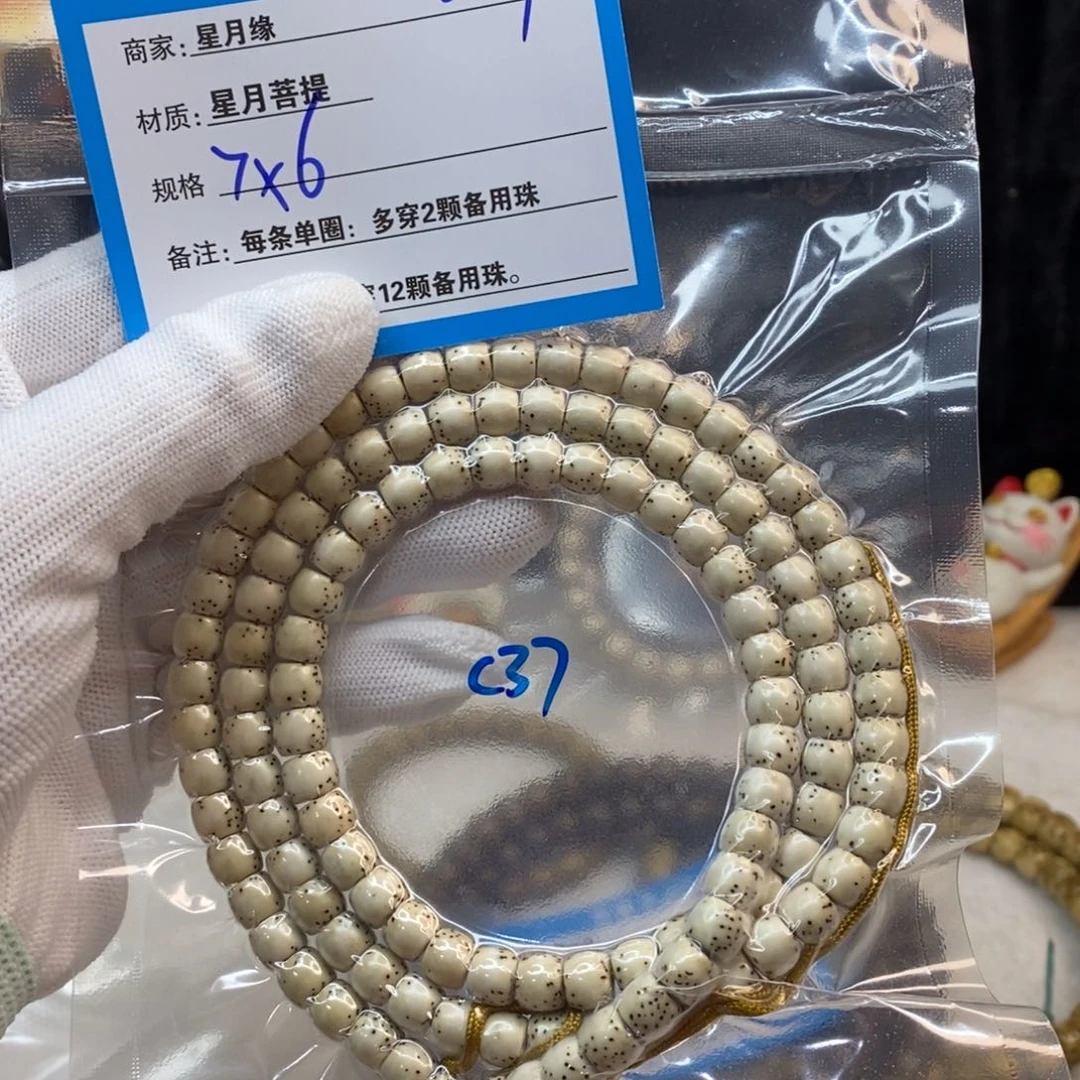 商家: 星月缘
材质: 星月菩提
规格 7x6
备注: 每条单圈: 多穿2颗备用珠
穿12颗备用珠。
C37